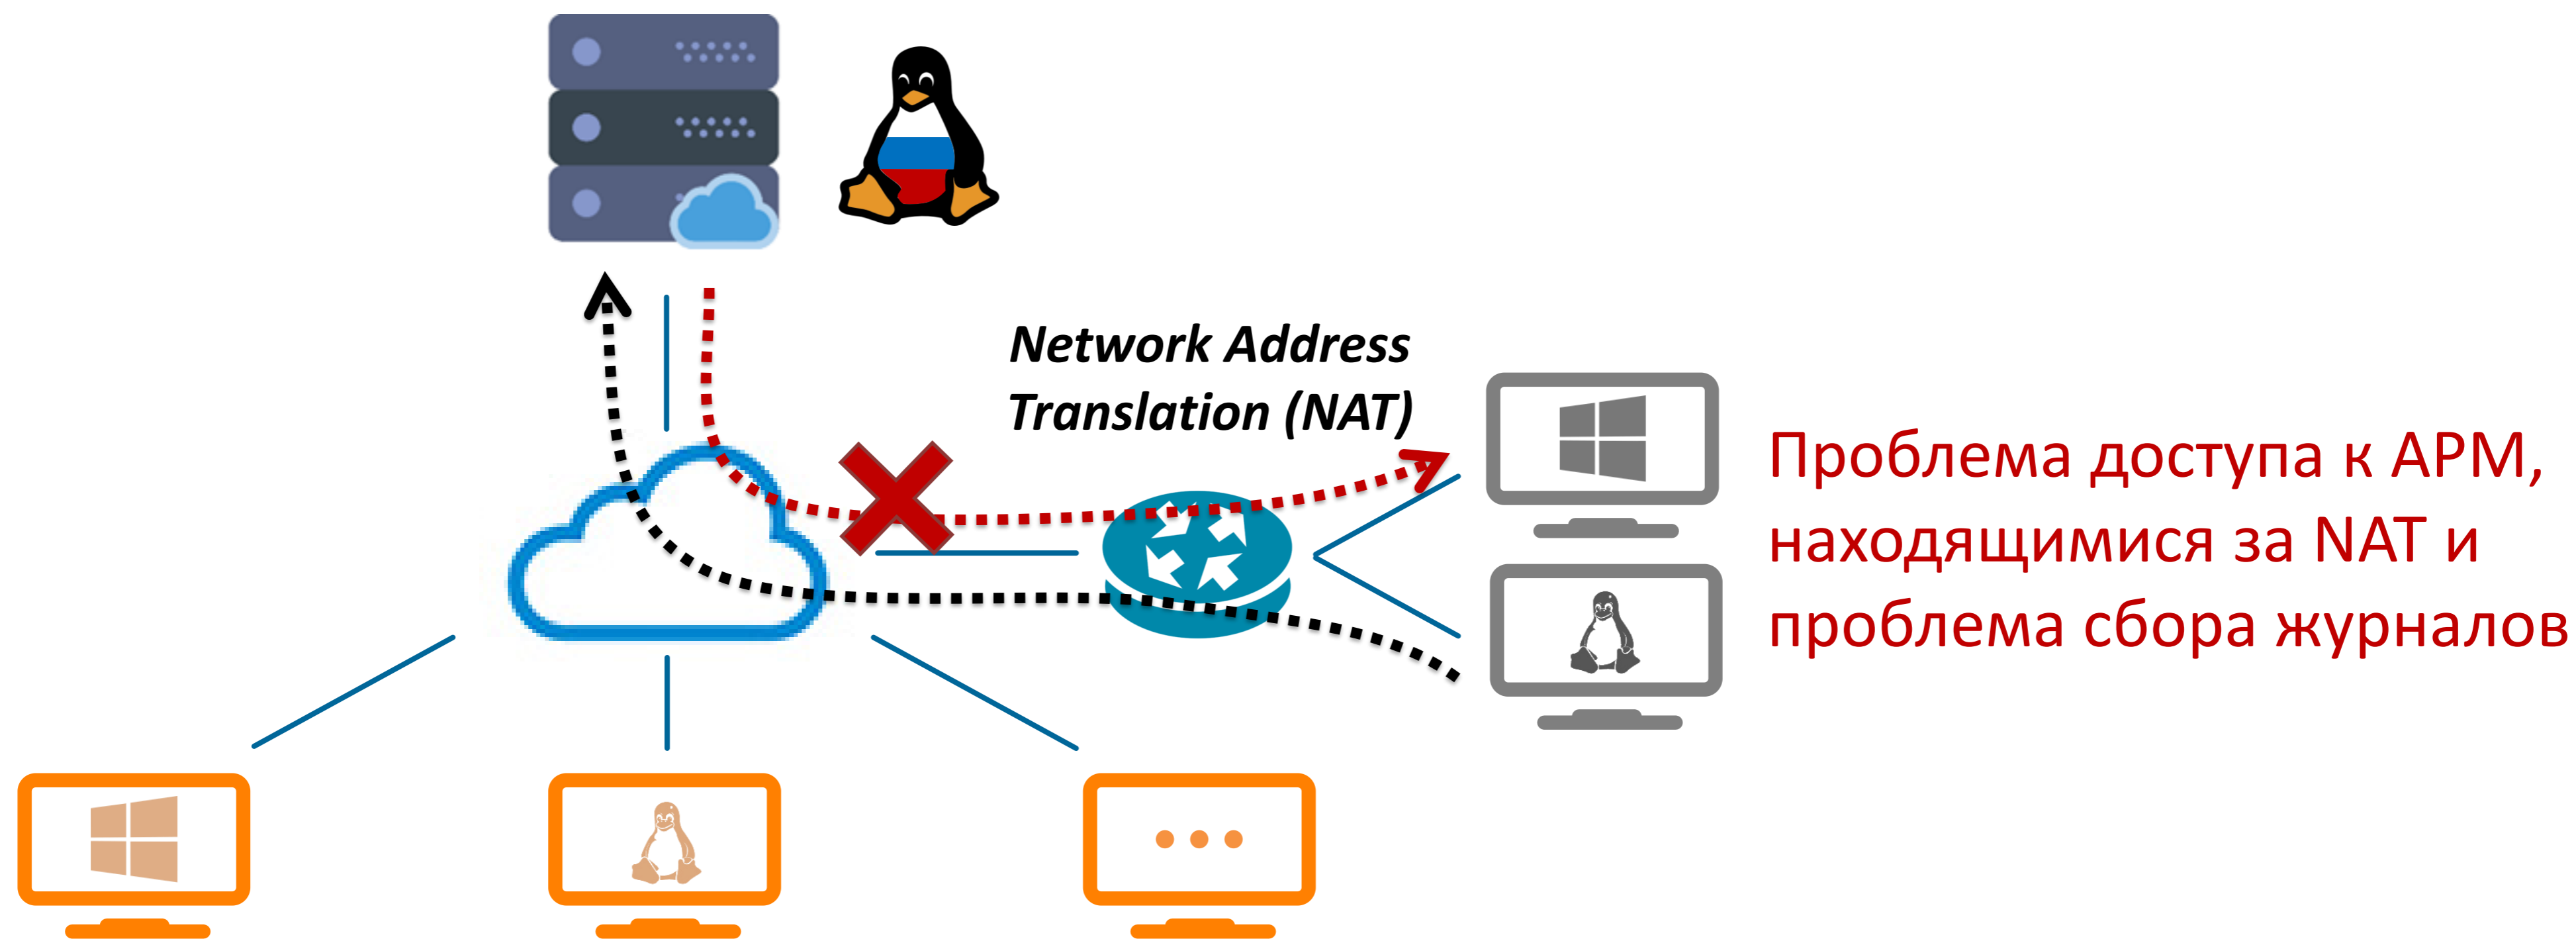 Network Address
Translation (NAT)
Проблема доступа к АРМ,
находящимися за NAT и
проблема сбора журналов